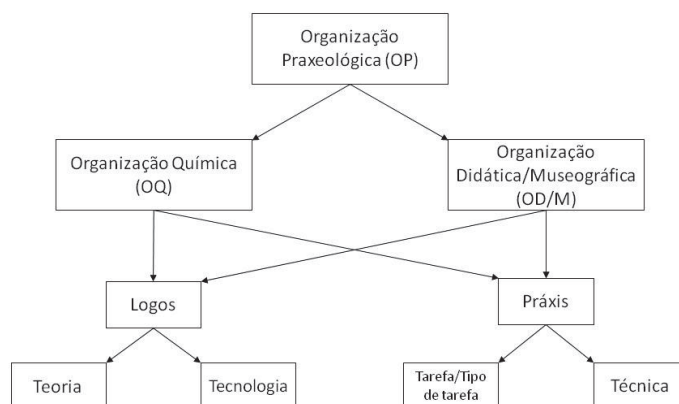 Organização
Praxeológica (OP)
Organização Química
(OQ)
Organização
Didática/Museográfica
(OD/M)
Logos
Práxis
Teoria
Tecnologia
Tarefa/Tipo
de tarefa
Técnica